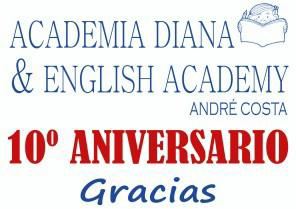 ACADEMIA DIANA
& ENGLISH ACADEMY
ANDRÉ COSTA
10º ANIVERSARIO
Gracias